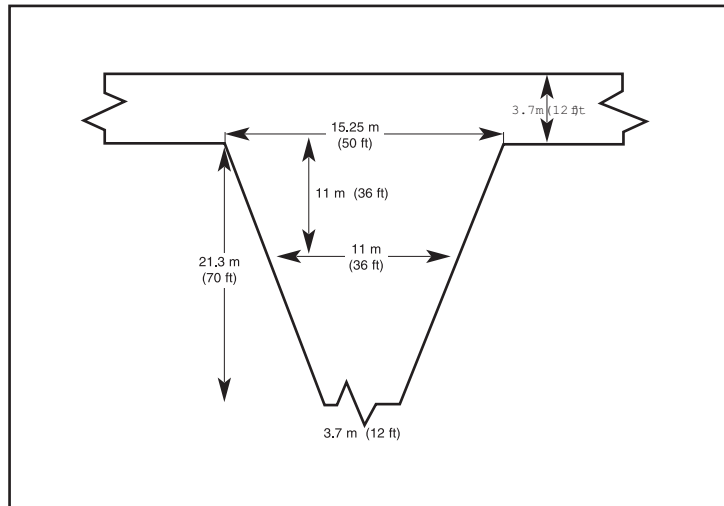 3.7m (12 ft)
15.25 m
(50 ft)
11 m  (36 ft)
11 m
(36 ft)
21.3 m
(70 ft)
3.7 m  (12 ft)